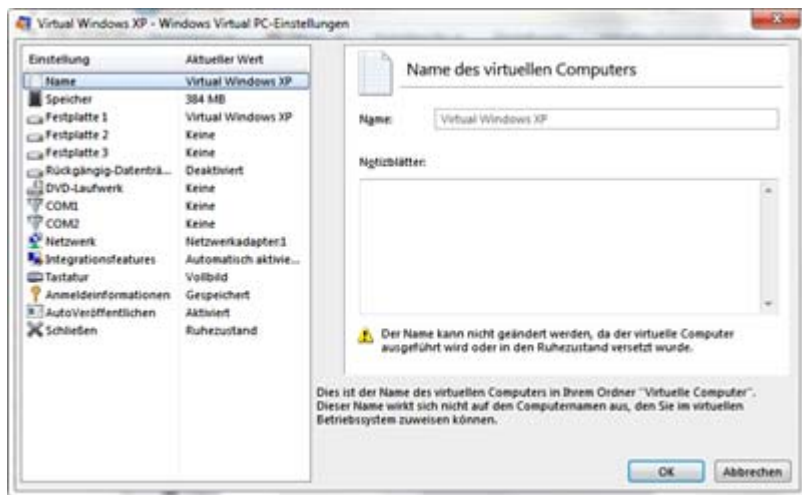 Virtual Windows XP - Windows Virtual PC-Einstellungen
Einstellung Aktueller Wert
Name Virtual Windows XP
Speicher 384 MB
Festplatte 1 Virtual Windows XP
Festplatte 2 Keine
Festplatte 3 Keine
Rückgängig-Datenträ... Deaktiviert
DVD-Laufwerk Keine
COM1 Keine
COM2 Keine
Netzwerk Netzwerkadapter:1
Integrationsfeatures Automatisch aktivie...
Tastatur Vollbild
Anmeldeinformationen Gespeichert
AutoVeröffentlichen Aktiviert
Schließen Ruhezustand
Name des virtuellen Computers
Name: Virtual Windows XP
Notizblätter:
Der Name kann nicht geändert werden, da der virtuelle Computer
ausgeführt wird oder in den Ruhezustand versetzt wurde.
Dies ist der Name des virtuellen Computers in Ihrem Ordner "Virtuelle Computer".
Dieser Name wirkt sich nicht auf den Computernamen aus, den Sie im virtuellen
Betriebssystem zuweisen können.
OK Abbrechen